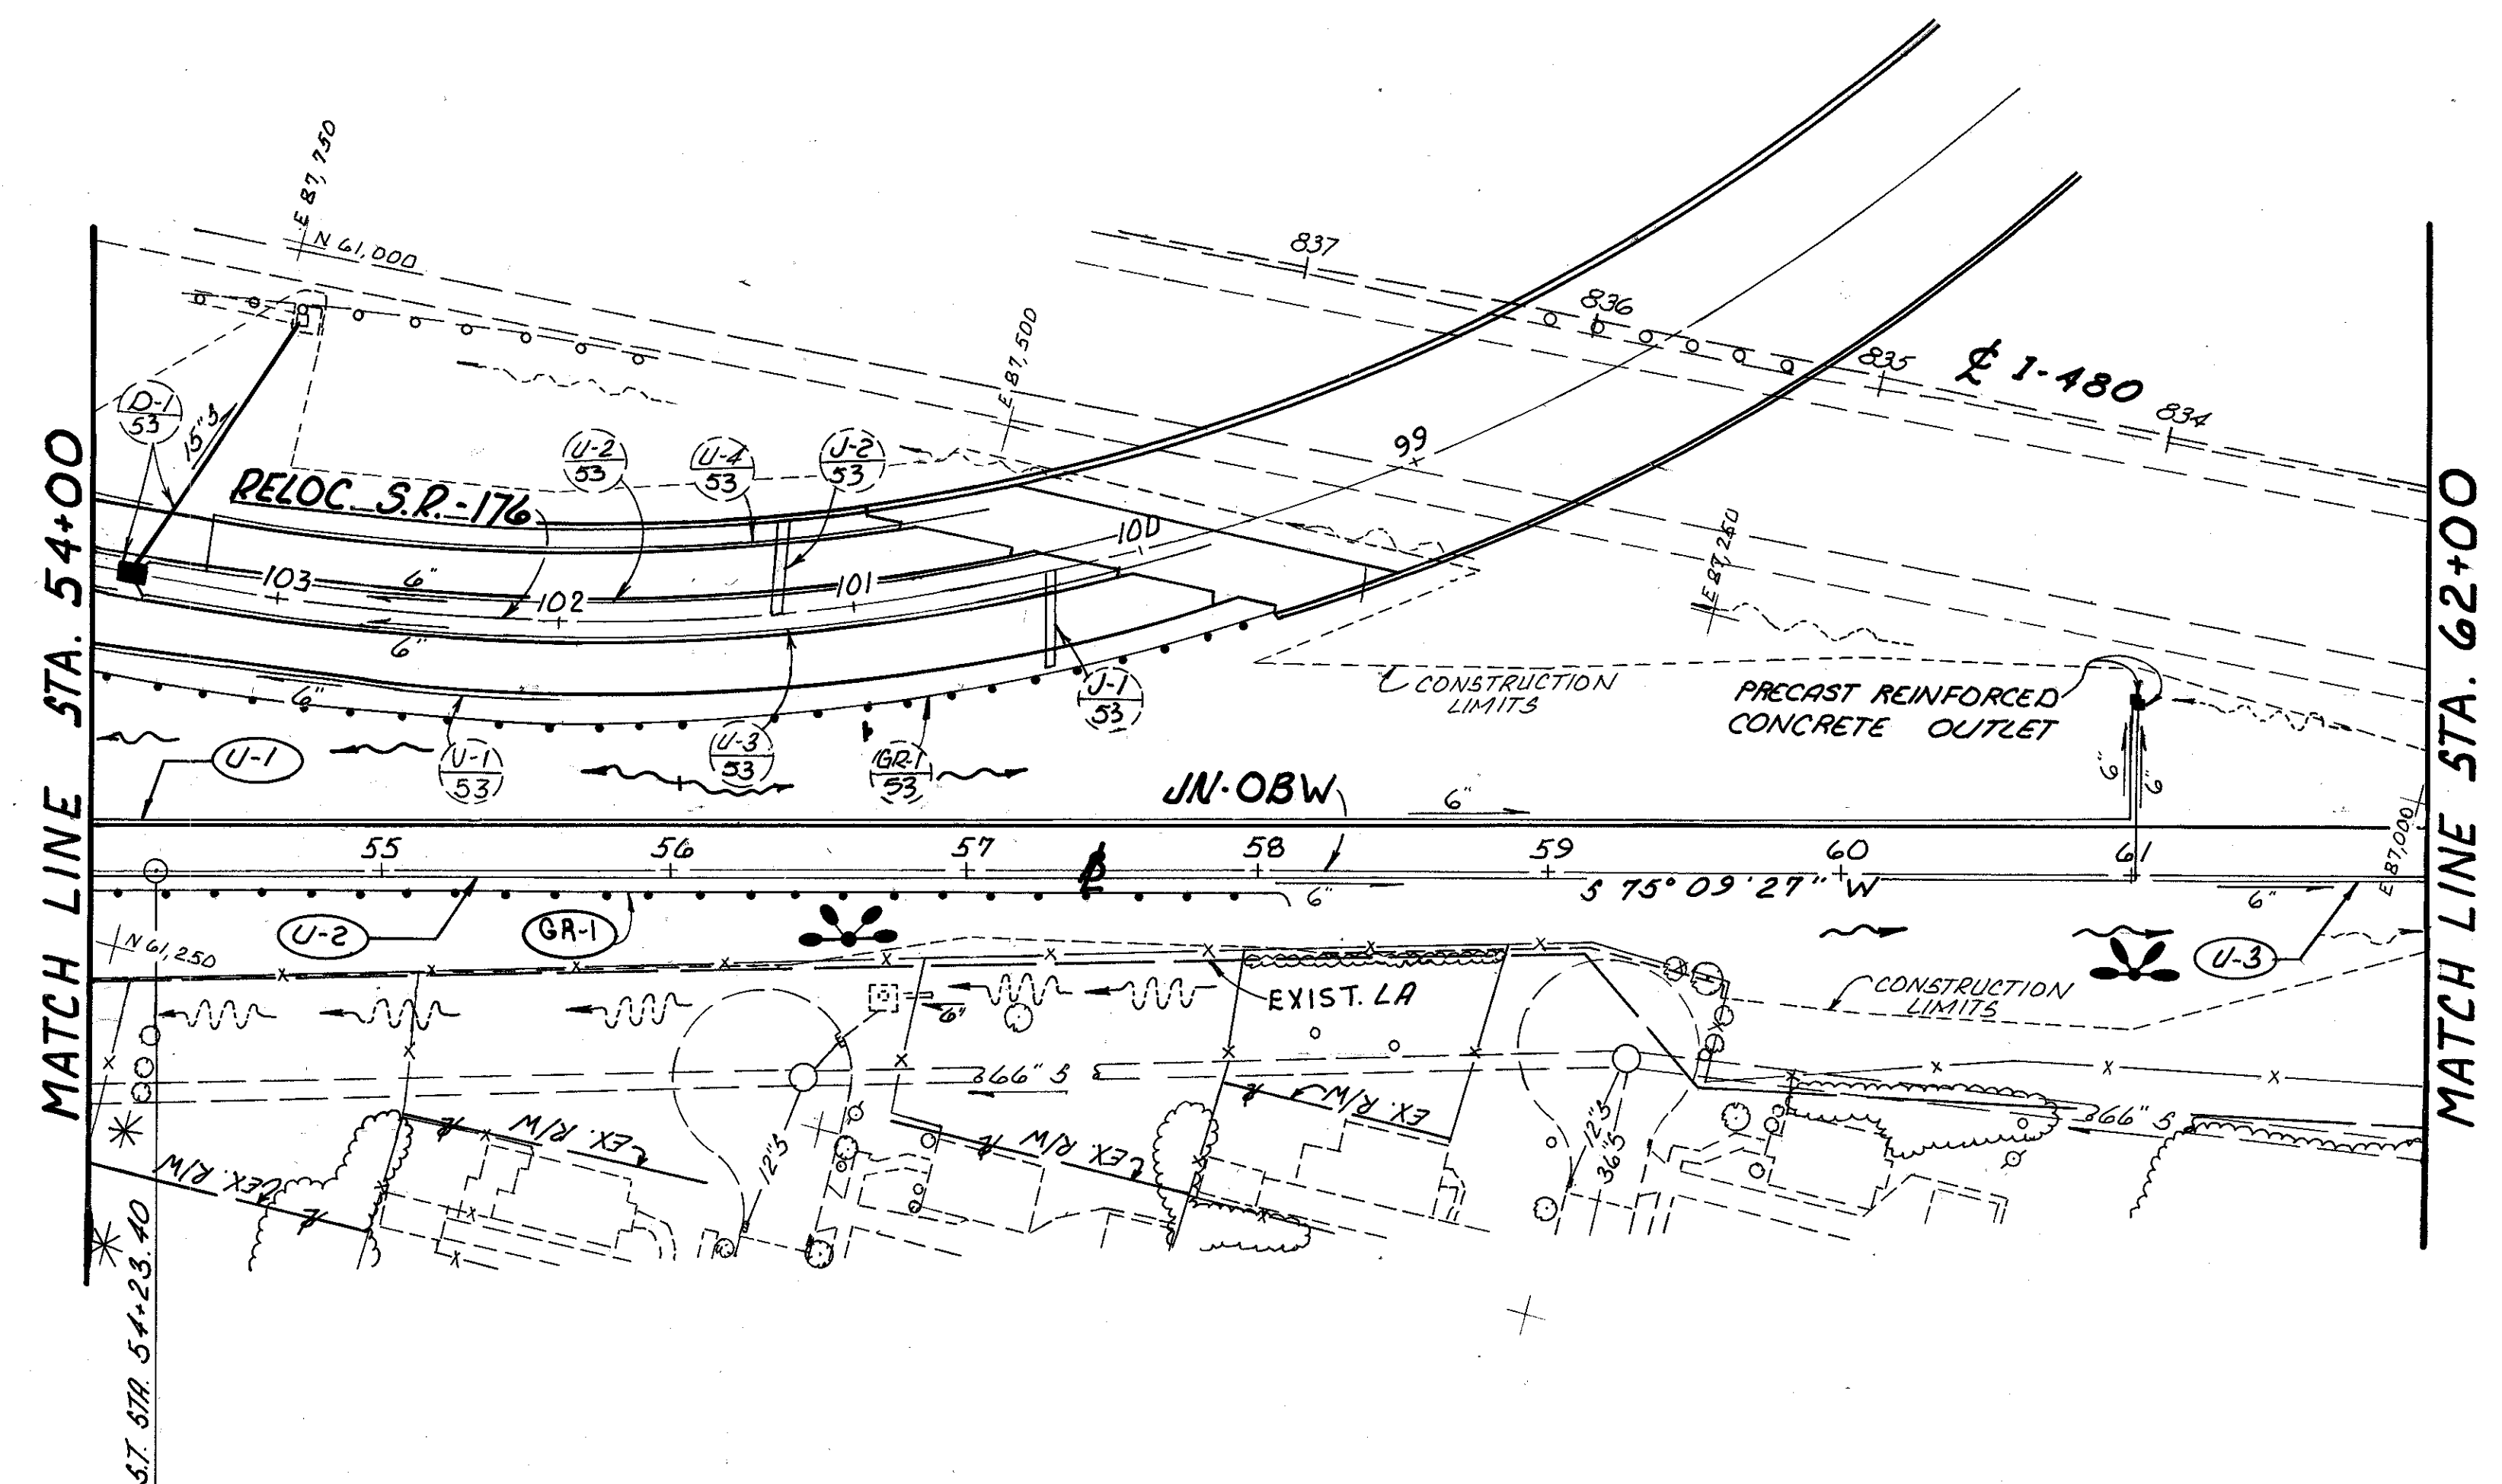 E 87,750
N 61,000
837
836
835
℄ I-480
834
E 87,500
99
D-1
53
15"S
U-2
53
U-4
53
J-2
53
RELOC. S.R.-176
100
103
6"
102
101
6"
6"
E 87,250
CONSTRUCTION
LIMITS
PRECAST REINFORCED
CONCRETE OUTLET
J-1
53
U-1
U-1
53
U-3
53
GR-1
53
6"
6"
JN-OBW
6"
55
56
57
℄
58
59
60
61
E 87,000
6"
S 75° 09' 27" W
6"
U-2
GR-1
U-3
N 61,250
EXIST. LA
CONSTRUCTION
LIMITS
6"
66" S
EX. R/W
12"S
36"S
66" S
EX. R/W
EX. R/W
EX. R/W
12"S
S.T. STA. 54+23.40
MATCH LINE STA. 54+00
MATCH LINE STA. 62+00